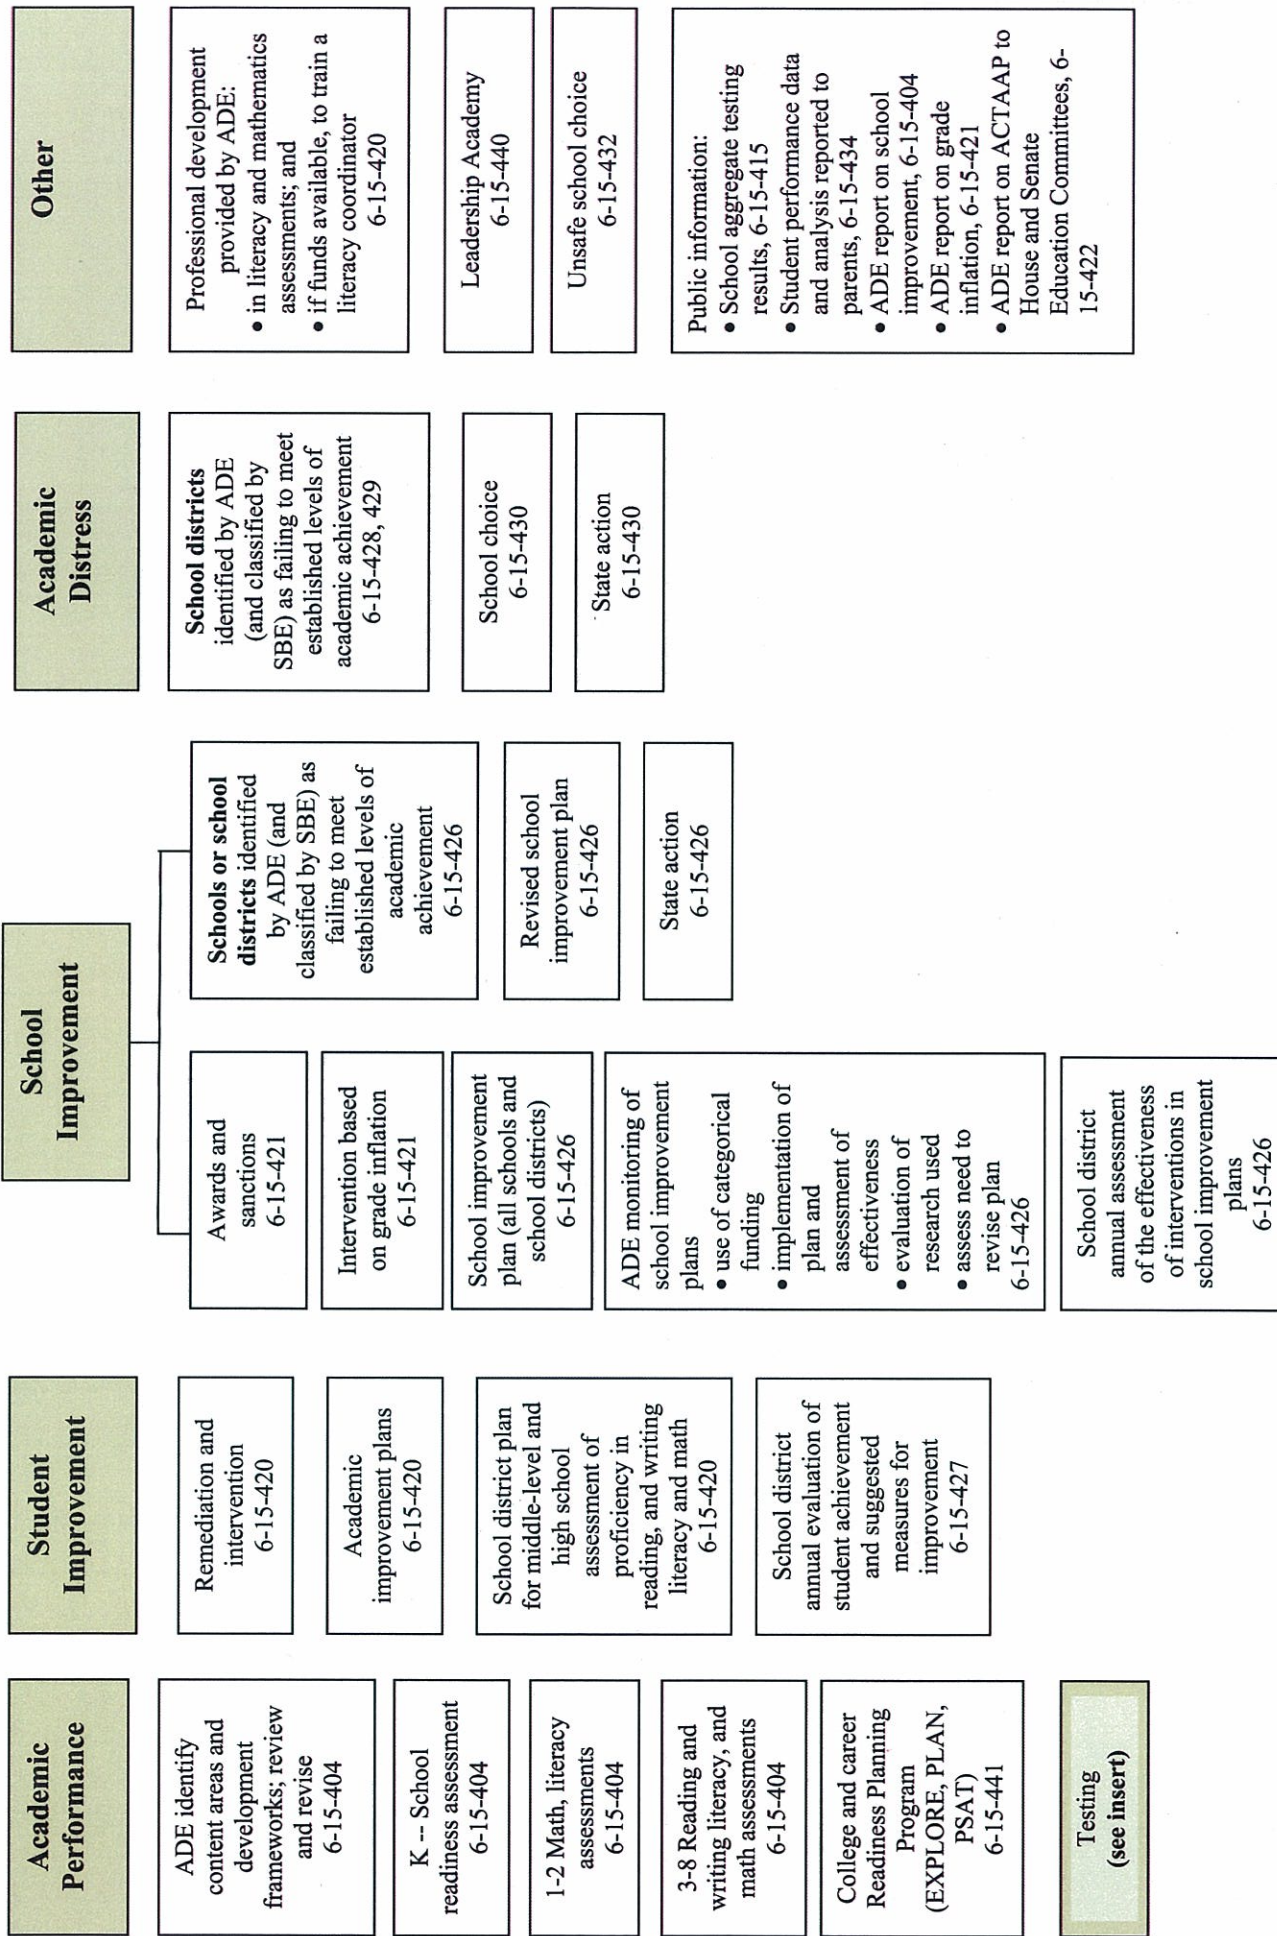 Academic
Performance
ADE identify
content areas and
development
frameworks; review
and revise
6-15-404
K -- School
readiness assessment
6-15-404
1-2 Math, literacy
assessments
6-15-404
3-8 Reading and
writing literacy, and
math assessments
6-15-404
College and career
Readiness Planning
Program
(EXPLORE, PLAN,
PSAT)
6-15-441
Testing
(see insert)
Student
Improvement
Remediation and
intervention
6-15-420
Academic
improvement plans
6-15-420
School district plan
for middle-level and
high school
assessment of
proficiency in
reading, and writing
literacy and math
6-15-420
School district
annual evaluation of
student achievement
and suggested
measures for
improvement
6-15-427
School
Improvement
Awards and
sanctions
6-15-421
Intervention based
on grade inflation
6-15-421
School improvement
plan (all schools and
school districts)
6-15-426
ADE monitoring of
school improvement
plans
• use of categorical
funding
• implementation of
plan and
assessment of
effectiveness
• evaluation of
research used
• assess need to
revise plan
6-15-426
School district
annual assessment
of the effectiveness
of interventions in
school improvement
plans
6-15-426
Schools or school
districts identified
by ADE (and
classified by SBE) as
failing to meet
established levels of
academic
achievement
6-15-426
Revised school
improvement plan
6-15-426
State action
6-15-426
Academic
Distress
School districts
identified by ADE
(and classified by
SBE) as failing to meet
established levels of
academic achievement
6-15-428, 429
School choice
6-15-430
State action
6-15-430
Other
Professional development
provided by ADE:
• in literacy and mathematics
assessments; and
• if funds available, to train a
literacy coordinator
6-15-420
Leadership Academy
6-15-440
Unsafe school choice
6-15-432
Public information:
• School aggregate testing
results, 6-15-415
• Student performance data
and analysis reported to
parents, 6-15-434
• ADE report on school
improvement, 6-15-404
• ADE report on grade
inflation, 6-15-421
• ADE report on ACTAAP to
House and Senate
Education Committees, 6-
15-422